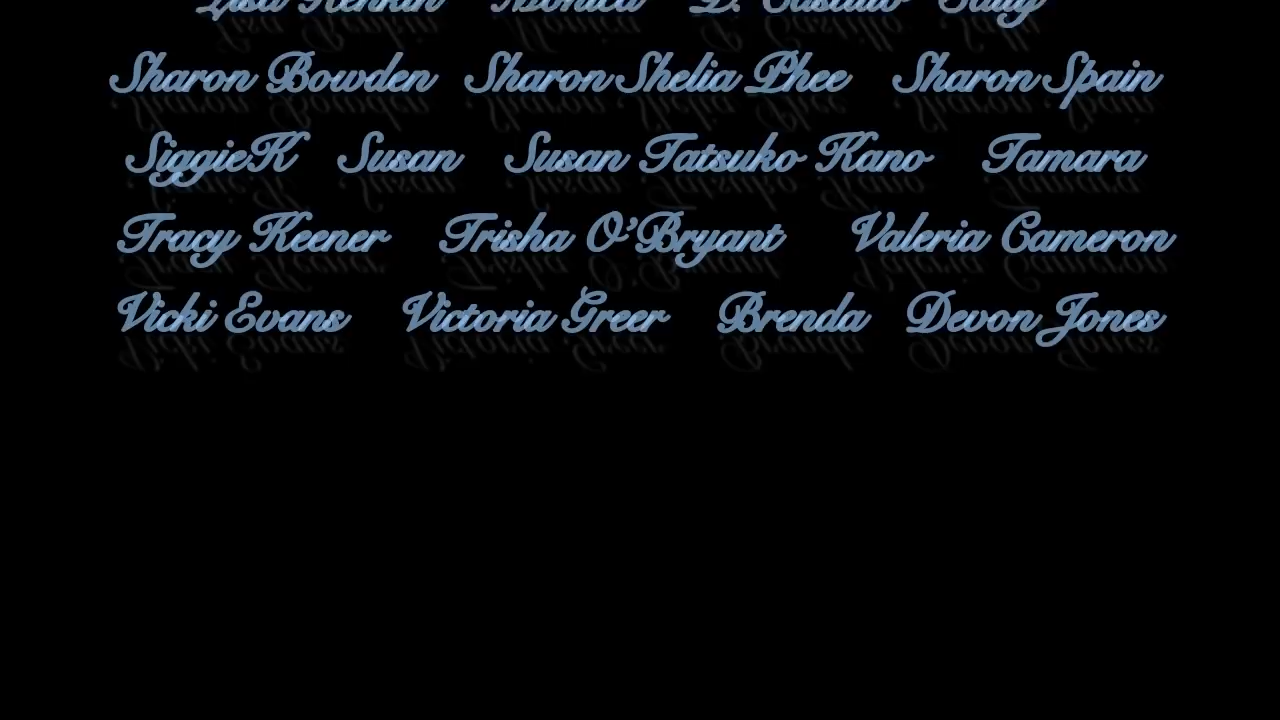 Monica
Sharon Bowden Sharon Shelia Phee Sharon Spain
SiggieK Susan Susan Tatsuko Kano Tamara
Tracy Keener Trisha O'Bryant Valeria Cameron
Vicki Evans Victoria Greer Brenda Devon Jones